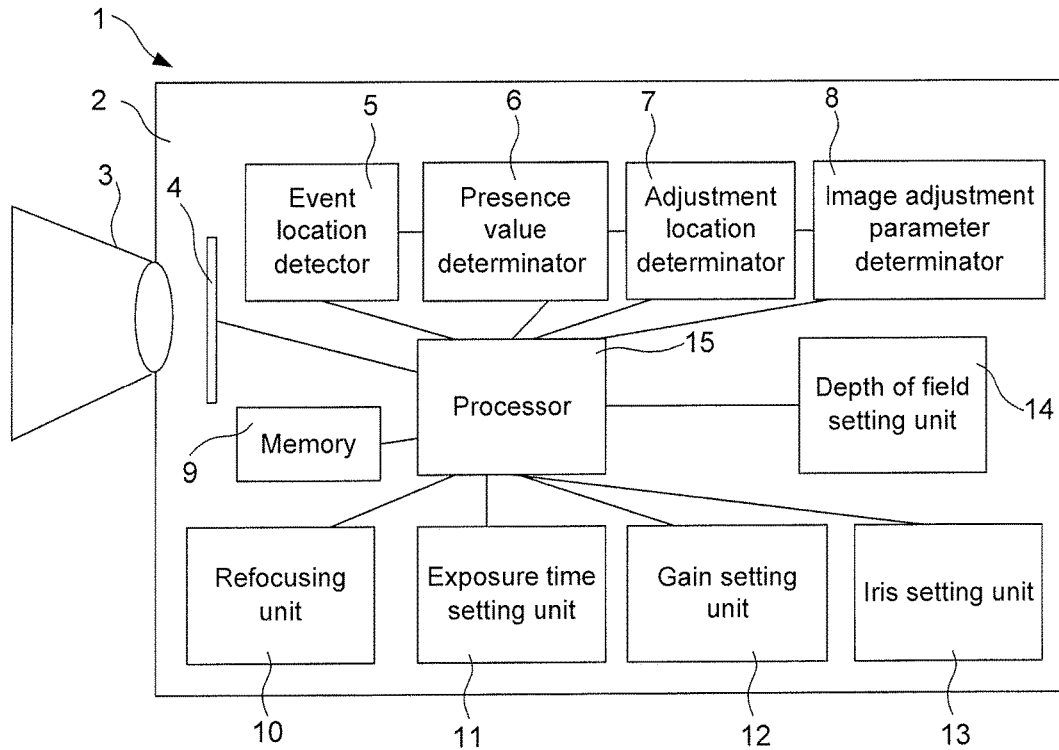 1
2
3
4
5
6
7
8
Event
location
detector
Presence
value
determinator
Adjustment
location
determinator
Image adjustment
parameter
determinator
15
Processor
Depth of field
setting unit
14
Memory
9
Refocusing
unit
Exposure time
setting unit
Gain setting
unit
Iris setting unit
10
11
12
13